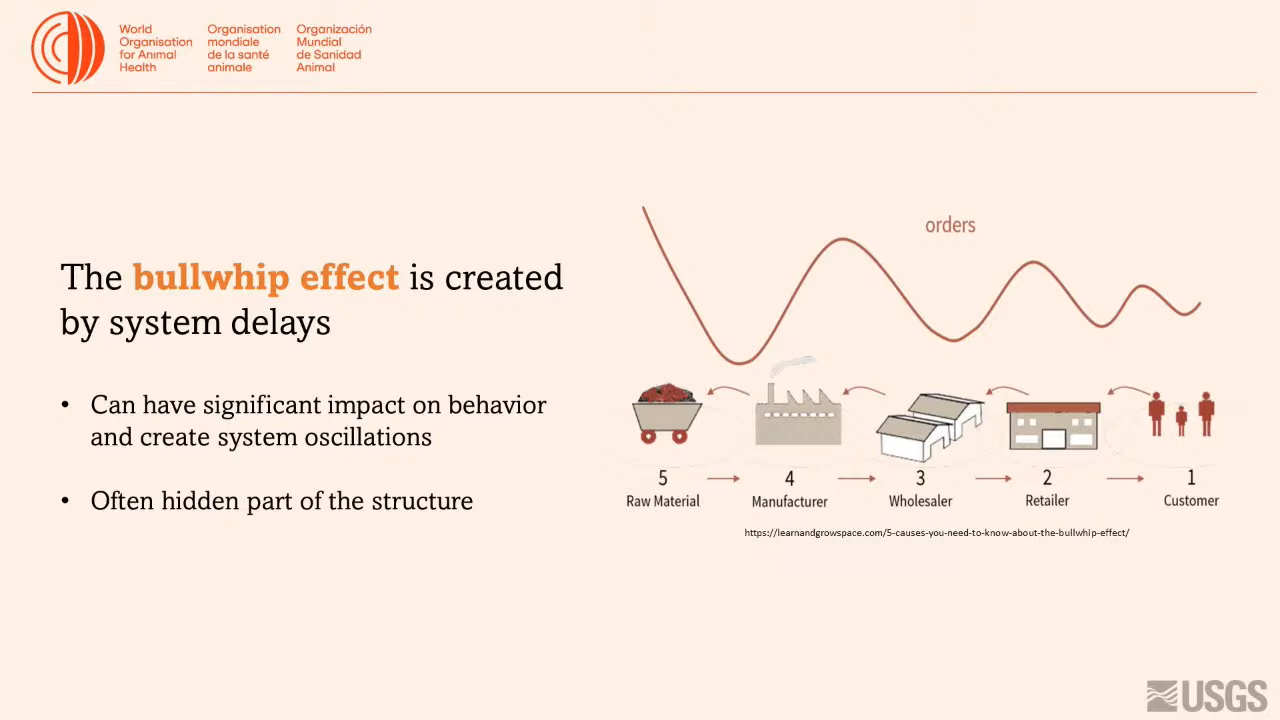 World
Organisation
for Animal
Health
Organisation
mondiale
de la santé
animale
Organización
Mundial
de Sanidad
Animal
The bullwhip effect is created
by system delays
• Can have significant impact on behavior
and create system oscillations
• Often hidden part of the structure
orders
5
Raw Material
4
Manufacturer
3
Wholesaler
2
Retailer
1
Customer
https://learnandgrowspace.com/5-causes-you-need-to-know-about-the-bullwhip-effect/
USGS